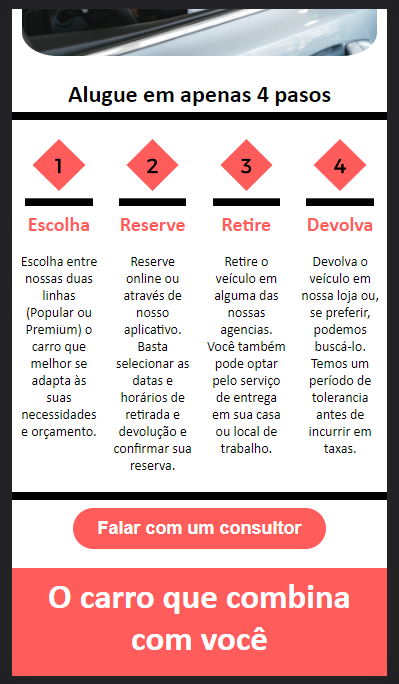 Alugue em apenas 4 pasos
1
2
3
4
Escolha
Reserve
Retire
Devolva
Escolha entre
nossas duas
linhas
(Popular ou
Premium) o
carro que
melhor se
adapta às
suas
necessidades
e orçamento.
Reserve
online ou
através de
nosso
aplicativo.
Basta
selecionar as
datas e
horários de
retirada e
devolução e
confirmar sua
reserva.
Retire o
veículo em
alguma das
nossas
agencias.
Você também
pode optar
pelo serviço
de entrega
em sua casa
ou local de
trabalho.
Devolva o
veículo em
nossa loja ou,
se preferir,
podemos
buscá-lo.
Temos um
período de
tolerancia
antes de
incurrir em
taxas.
Falar com um consultor
O carro que combina
com você